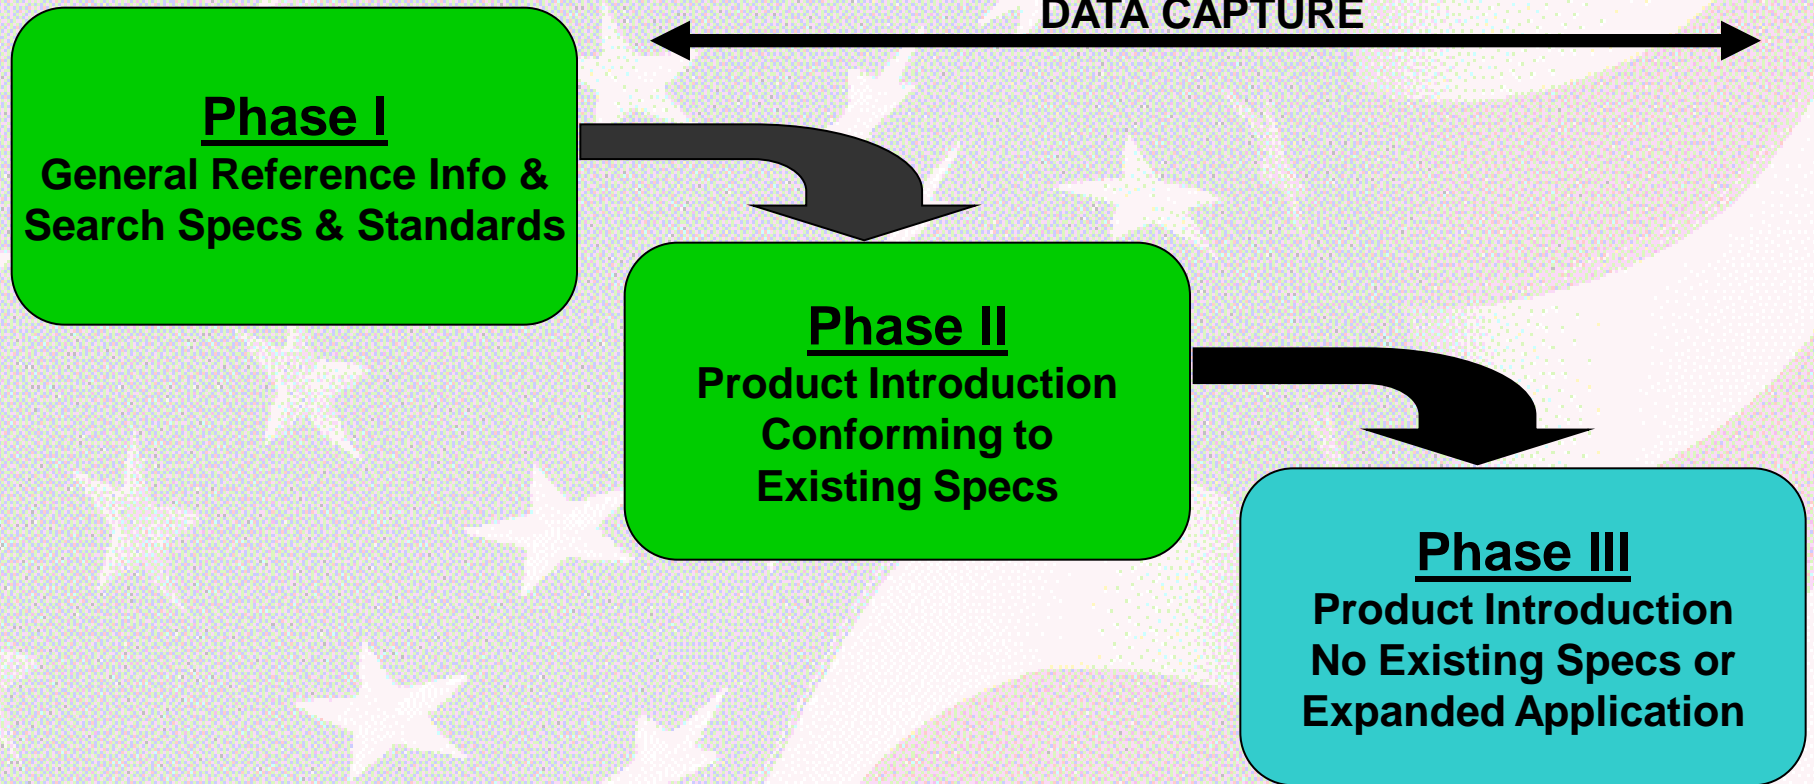 DATA CAPTURE
Phase I
General Reference Info &
Search Specs & Standards
Phase II
Product Introduction
Conforming to
Existing Specs
Phase III
Product Introduction
No Existing Specs or
Expanded Application